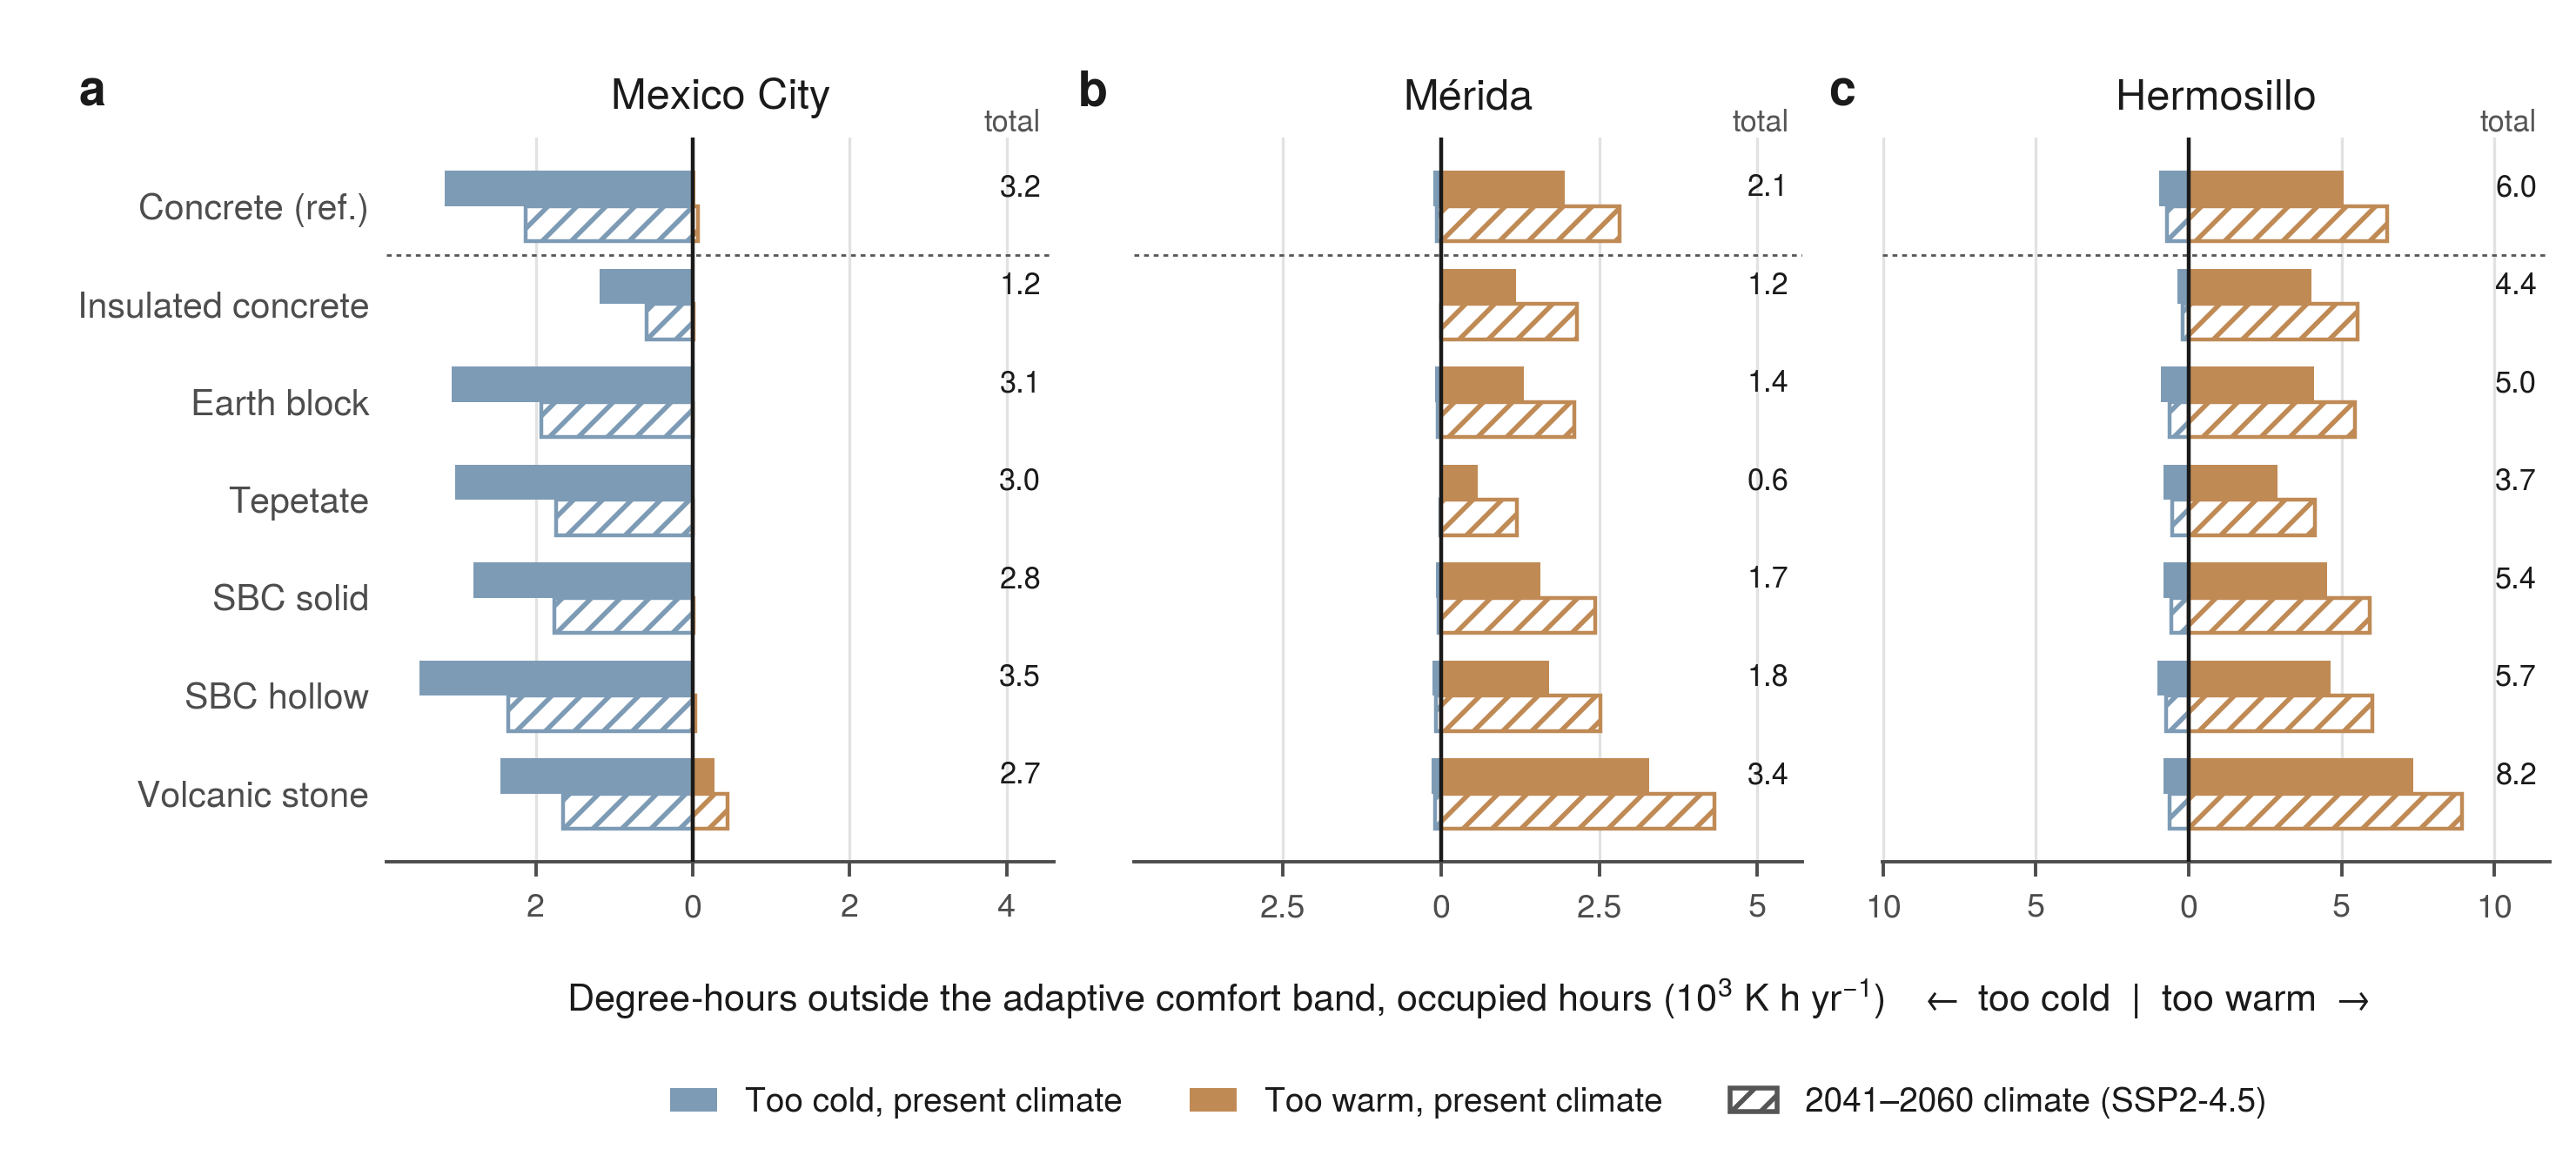 a Mexico City total
b Mérida total
c Hermosillo total
Concrete (ref.) 3.2 2.1 6.0
Insulated concrete 1.2 1.2 4.4
Earth block 3.1 1.4 5.0
Tepetate 3.0 0.6 3.7
SBC solid 2.8 1.7 5.4
SBC hollow 3.5 1.8 5.7
Volcanic stone 2.7 3.4 8.2
2 0 2 4 2.5 0 2.5 5 10 5 0 5 10
Degree-hours outside the adaptive comfort band, occupied hours (10³ K h yr⁻¹) ← too cold | too warm →
Too cold, present climate Too warm, present climate 2041–2060 climate (SSP2-4.5)